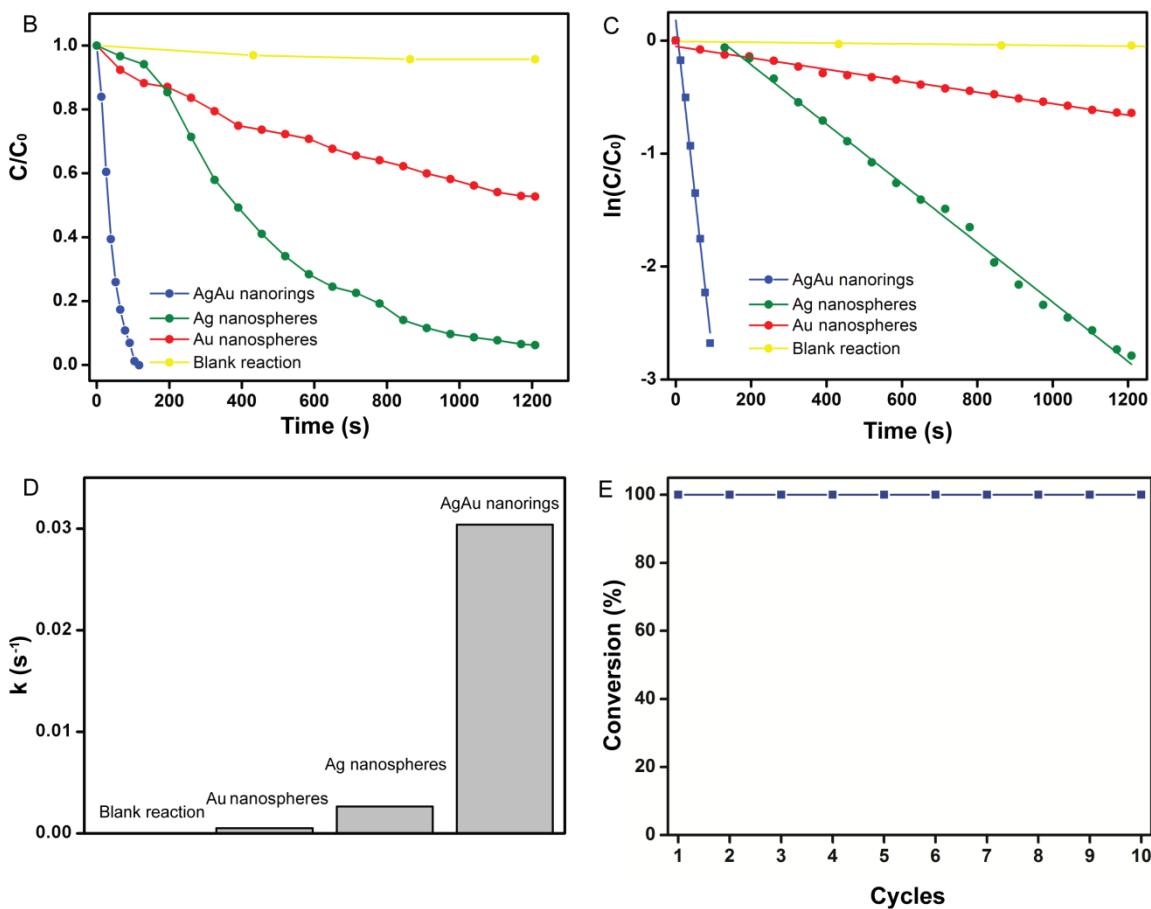 B
1.0
0.8
0.6
0.4
0.2
0.0
C/C₀
AgAu nanorings
Ag nanospheres
Au nanospheres
Blank reaction
0 200 400 600 800 1000 1200
Time (s)
C
0
-1
-2
-3
ln(C/C₀)
AgAu nanorings
Ag nanospheres
Au nanospheres
Blank reaction
0 200 400 600 800 1000 1200
Time (s)
D
0.03
0.02
0.01
0.00
k (s⁻¹)
AgAu nanorings
Ag nanospheres
Au nanospheres
Blank reaction
E
100
80
60
40
20
0
Conversion (%)
1 2 3 4 5 6 7 8 9 10
Cycles